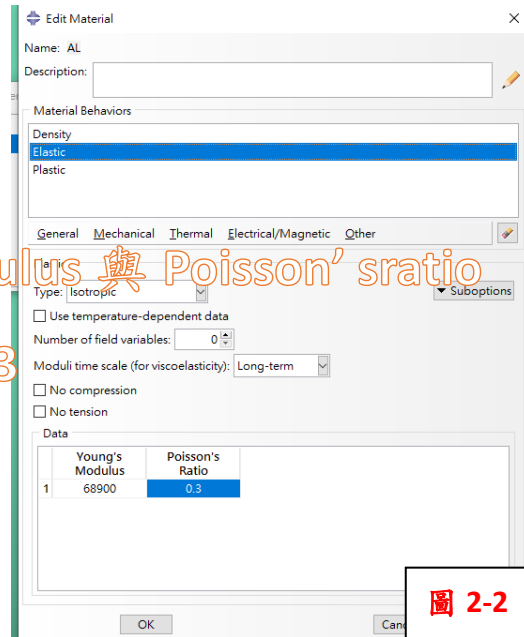 Edit Material
Name: AL
Description:
Material Behaviors
Density
Elastic
Plastic
General Mechanical Thermal Electrical/Magnetic Other
ulus 與 Poisson' sratio
Type: Isotropic
Suboptions
Use temperature-dependent data
Number of field variables: 0
3
Moduli time scale (for viscoelasticity): Long-term
No compression
No tension
Data
Young's Modulus
Poisson's Ratio
1 68900 0.3
圖 2-2
OK